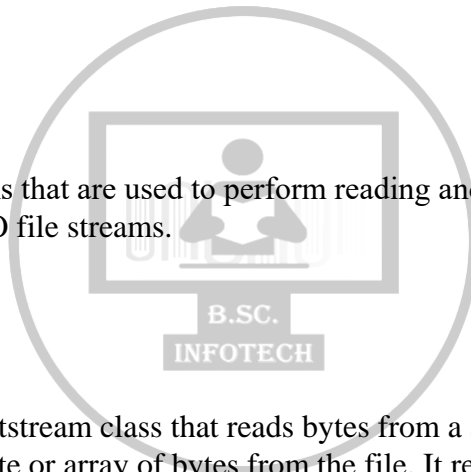 s that are used to perform reading and
file streams.
B.SC.
INFOTECH
tstream class that reads bytes from a
te or array of bytes from the file. It re